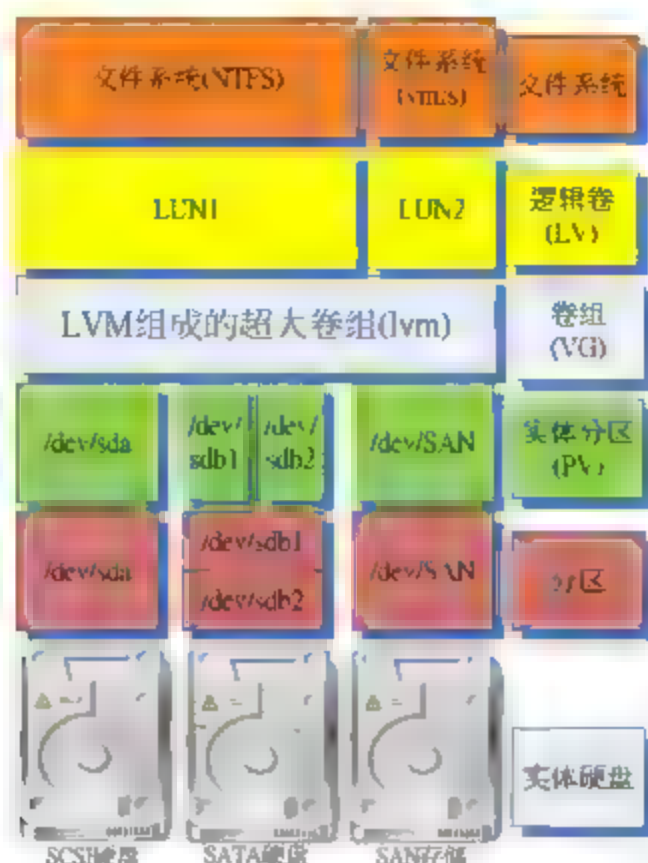 文件系统(NTFS)
文件系统
(vmfs)
文件系统
LUN1
LUN2
逻辑卷
(LV)
LVM组成的超大卷组(lvm)
卷组
(VG)
/dev/sda
/dev/
sdb1
/dev/
sdb2
/dev/SAN
实体分区
(PV)
/dev/sda
/dev/sdb1
/dev/sdb2
/dev/SAN
分区
实体硬盘
SCSI硬盘
SATA硬盘
SAN存储